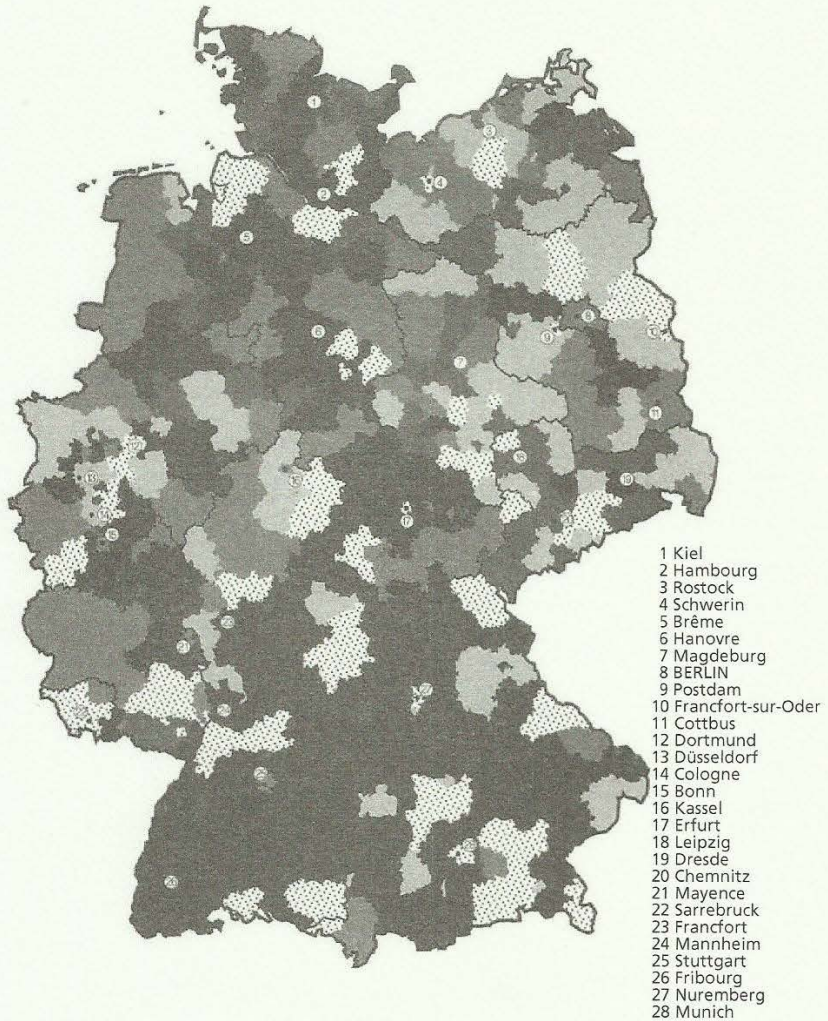 1 Kiel
2 Hambourg
3 Rostock
4 Schwerin
5 Brême
6 Hanovre
7 Magdeburg
8 BERLIN
9 Postdam
10 Francfort-sur-Oder
11 Cottbus
12 Dortmund
13 Düsseldorf
14 Cologne
15 Bonn
16 Kassel
17 Erfurt
18 Leipzig
19 Dresde
20 Chemnitz
21 Mayence
22 Sarrebruck
23 Francfort
24 Mannheim
25 Stuttgart
26 Fribourg
27 Nuremberg
28 Munich